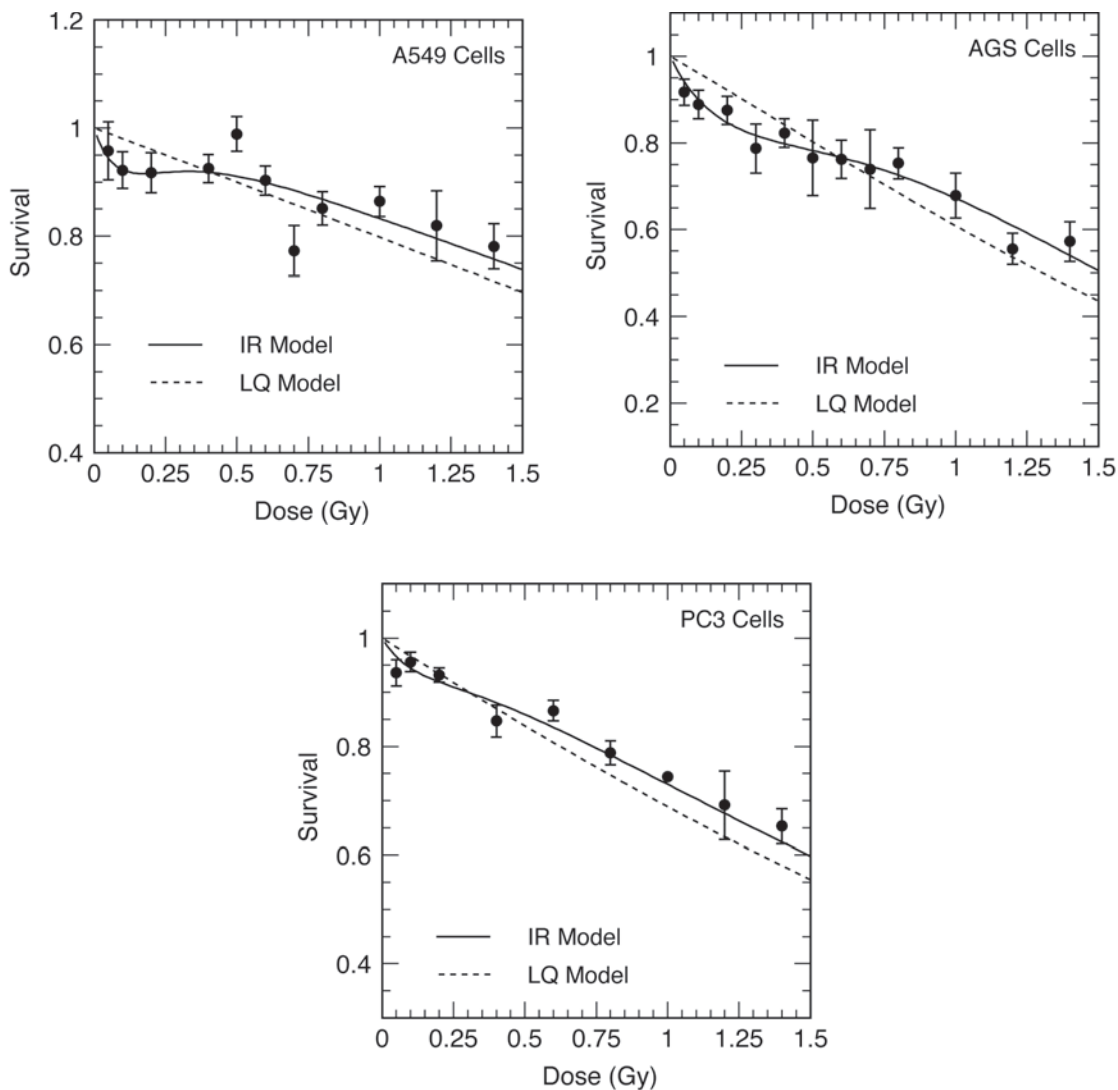 A549 Cells
1.2
1
0.8
0.6
0.4
Survival
IR Model
LQ Model
0 0.25 0.5 0.75 1 1.25 1.5
Dose (Gy)
AGS Cells
1
0.8
0.6
0.4
0.2
Survival
IR Model
LQ Model
0 0.25 0.5 0.75 1 1.25 1.5
Dose (Gy)
PC3 Cells
1
0.8
0.6
0.4
Survival
IR Model
LQ Model
0 0.25 0.5 0.75 1 1.25 1.5
Dose (Gy)